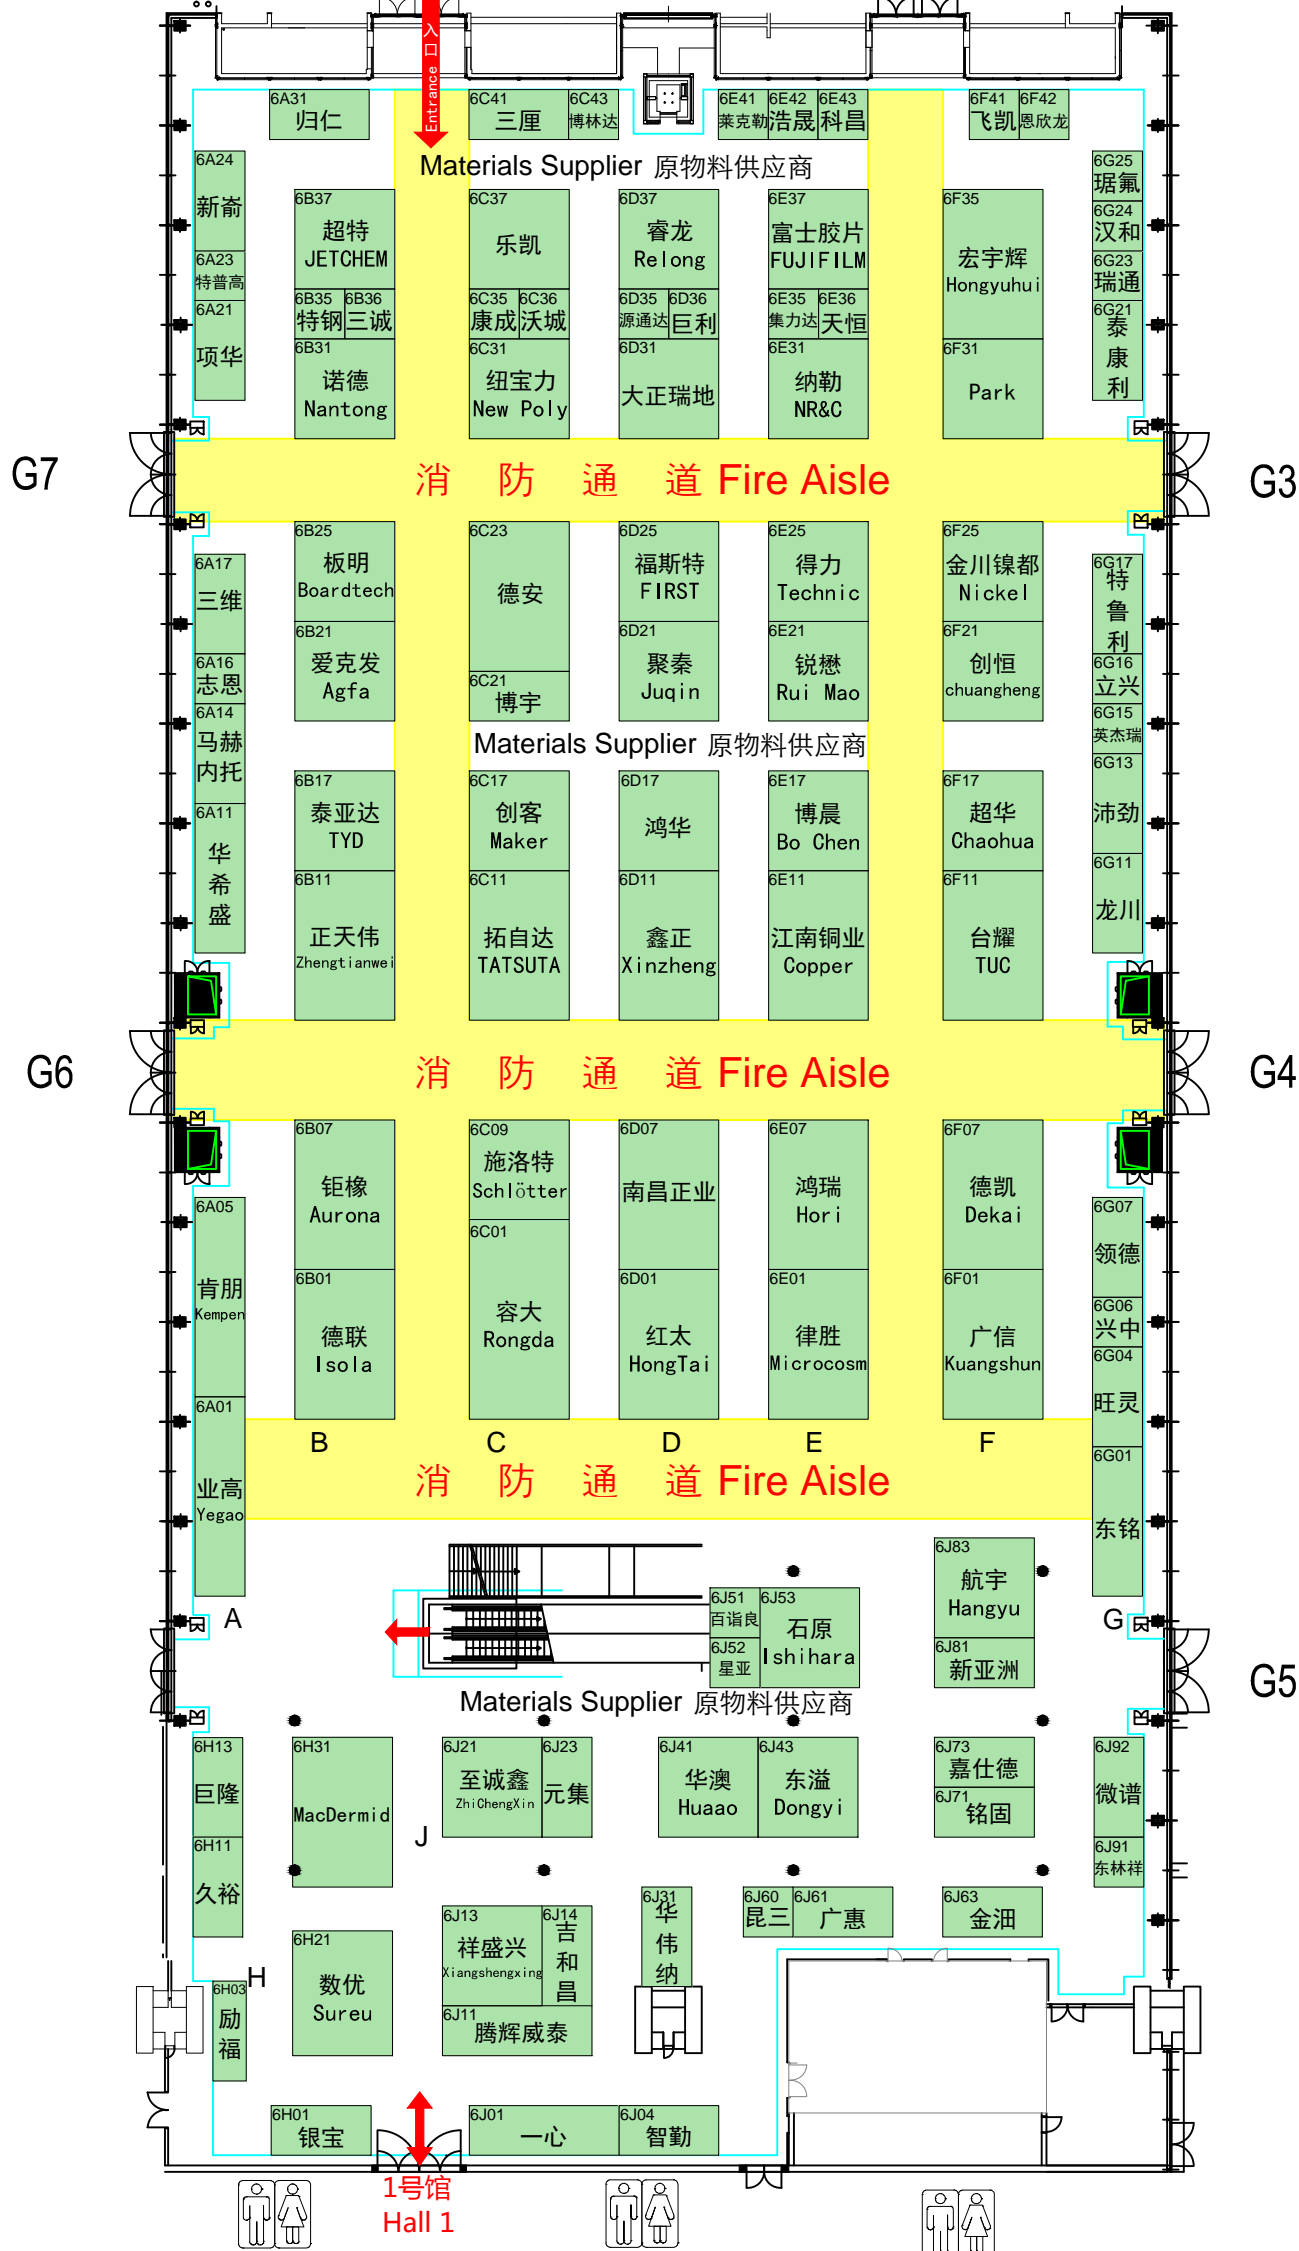 入口 Entrance
6A31
归仁
6C41
三厘
6C43
博林达
6E41
莱克勒
6E42
浩晟
6E43
科昌
6F41
飞凯
6F42
恩欣龙
Materials Supplier 原物料供应商
6A24
新嵛
6A23
特普高
6A21
项华
6B37
超特
JETCHEM
6B35
特钢
6B36
三诚
6B31
诺德
Nantong
6C37
乐凯
6C35
康成
6C36
沃城
6C31
纽宝力
New Poly
6D37
睿龙
Relong
6D35
源通达
6D36
巨利
6D31
大正瑞地
6E37
富士胶片
FUJIFILM
6E35
集力达
6E36
天恒
6E31
纳勒
NR&C
6F35
宏宇辉
Hongyuhui
6F31
Park
6G25
琚氟
6G24
汉和
6G23
瑞通
6G21
泰
康
利
G7
消 防 通 道 Fire Aisle
G3
6A17
三维
6A16
志恩
6A14
马赫
内托
6A11
华
希
盛
6B25
板明
Boardtech
6B21
爱克发
Agfa
6C23
德安
6C21
博宇
6D25
福斯特
FIRST
6D21
聚秦
Juqin
6E25
得力
Technic
6E21
锐懋
Rui Mao
6F25
金川镍都
Nickel
6F21
创恒
chuangheng
6G17
特
鲁
利
6G16
立兴
6G15
英杰瑞
6G13
沛劲
6G11
龙川
Materials Supplier 原物料供应商
6B17
泰亚达
TYD
6B11
正天伟
Zhengtianwei
6C17
创客
Maker
6C11
拓自达
TATSUTA
6D17
鸿华
6D11
鑫正
Xinzheng
6E17
博晨
Bo Chen
6E11
江南铜业
Copper
6F17
超华
Chaohua
6F11
台耀
TUC
G6
消 防 通 道 Fire Aisle
G4
6A05
肯朋
Kempen
6A01
业高
Yegao
6B07
钜橡
Aurona
6B01
德联
Isola
6C09
施洛特
Schlötter
6C01
容大
Rongda
6D07
南昌正业
6D01
红太
HongTai
6E07
鸿瑞
Hori
6E01
律胜
Microcosm
6F07
德凯
Dekai
6F01
广信
Kuangshun
6G07
领德
6G06
兴中
6G04
旺灵
6G01
东铭
B C D E F
消 防 通 道 Fire Aisle
A
G
6J51
百诣良
6J52
星亚
6J53
石原
Ishihara
6J83
航宇
Hangyu
6J81
新亚洲
G5
Materials Supplier 原物料供应商
6H13
巨隆
6H11
久裕
6H31
MacDermid
J
6J21
至诚鑫
ZhiChengXin
6J23
元集
6J41
华澳
Huaao
6J43
东溢
Dongyi
6J73
嘉仕德
6J71
铭固
6J92
微谱
6J91
东林祥
H
6H03
励
福
6H21
数优
Sureu
6J13
祥盛兴
Xiangshengxing
6J14
吉
和
昌
6J11
腾辉威泰
6J31
华
伟
纳
6J60
昆三
6J61
广惠
6J63
金沺
6H01
银宝
6J01
一心
6J04
智勤
1号馆
Hall 1